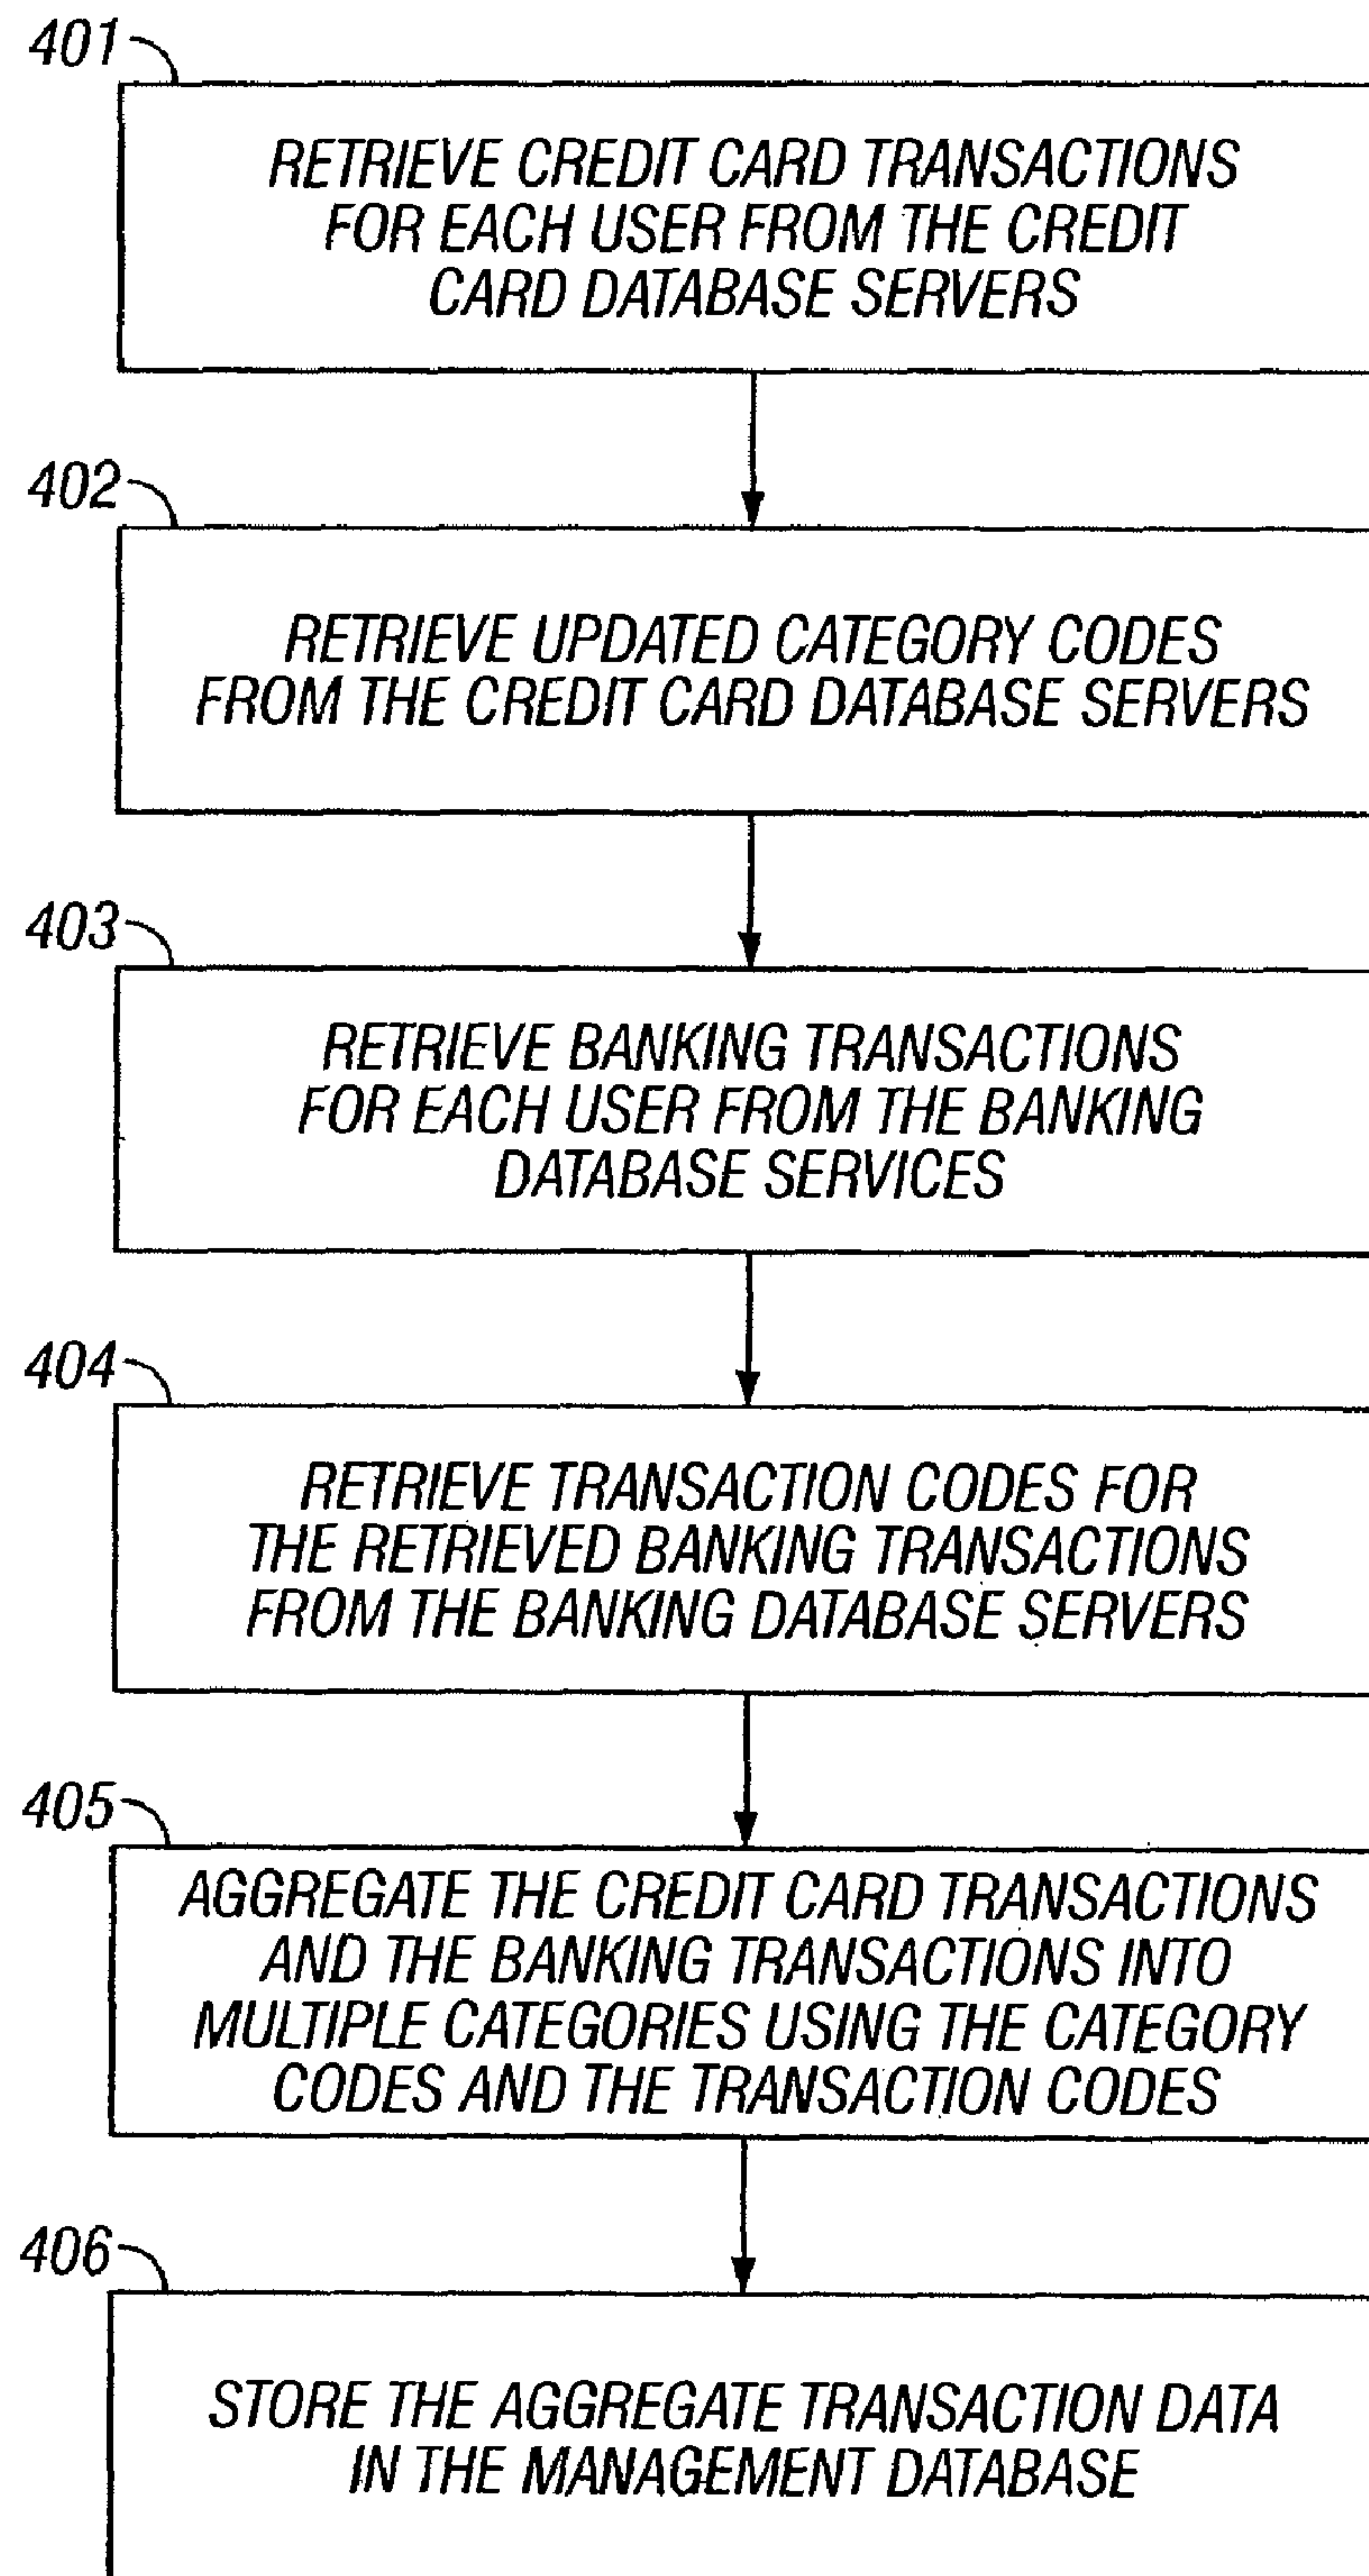 401
RETRIEVE CREDIT CARD TRANSACTIONS
FOR EACH USER FROM THE CREDIT
CARD DATABASE SERVERS
402
RETRIEVE UPDATED CATEGORY CODES
FROM THE CREDIT CARD DATABASE SERVERS
403
RETRIEVE BANKING TRANSACTIONS
FOR EACH USER FROM THE BANKING
DATABASE SERVICES
404
RETRIEVE TRANSACTION CODES FOR
THE RETRIEVED BANKING TRANSACTIONS
FROM THE BANKING DATABASE SERVERS
405
AGGREGATE THE CREDIT CARD TRANSACTIONS
AND THE BANKING TRANSACTIONS INTO
MULTIPLE CATEGORIES USING THE CATEGORY
CODES AND THE TRANSACTION CODES
406
STORE THE AGGREGATE TRANSACTION DATA
IN THE MANAGEMENT DATABASE